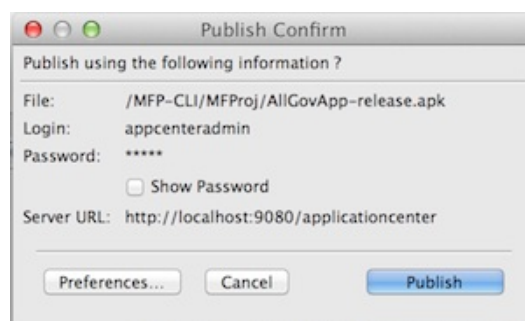 Publish Confirm
Publish using the following information ?
File: /MFP-CLI/MFProj/AllGovApp-release.apk
Login: appcenteradmin
Password: *****
Show Password
Server URL: http://localhost:9080/applicationcenter
Preferences... Cancel Publish